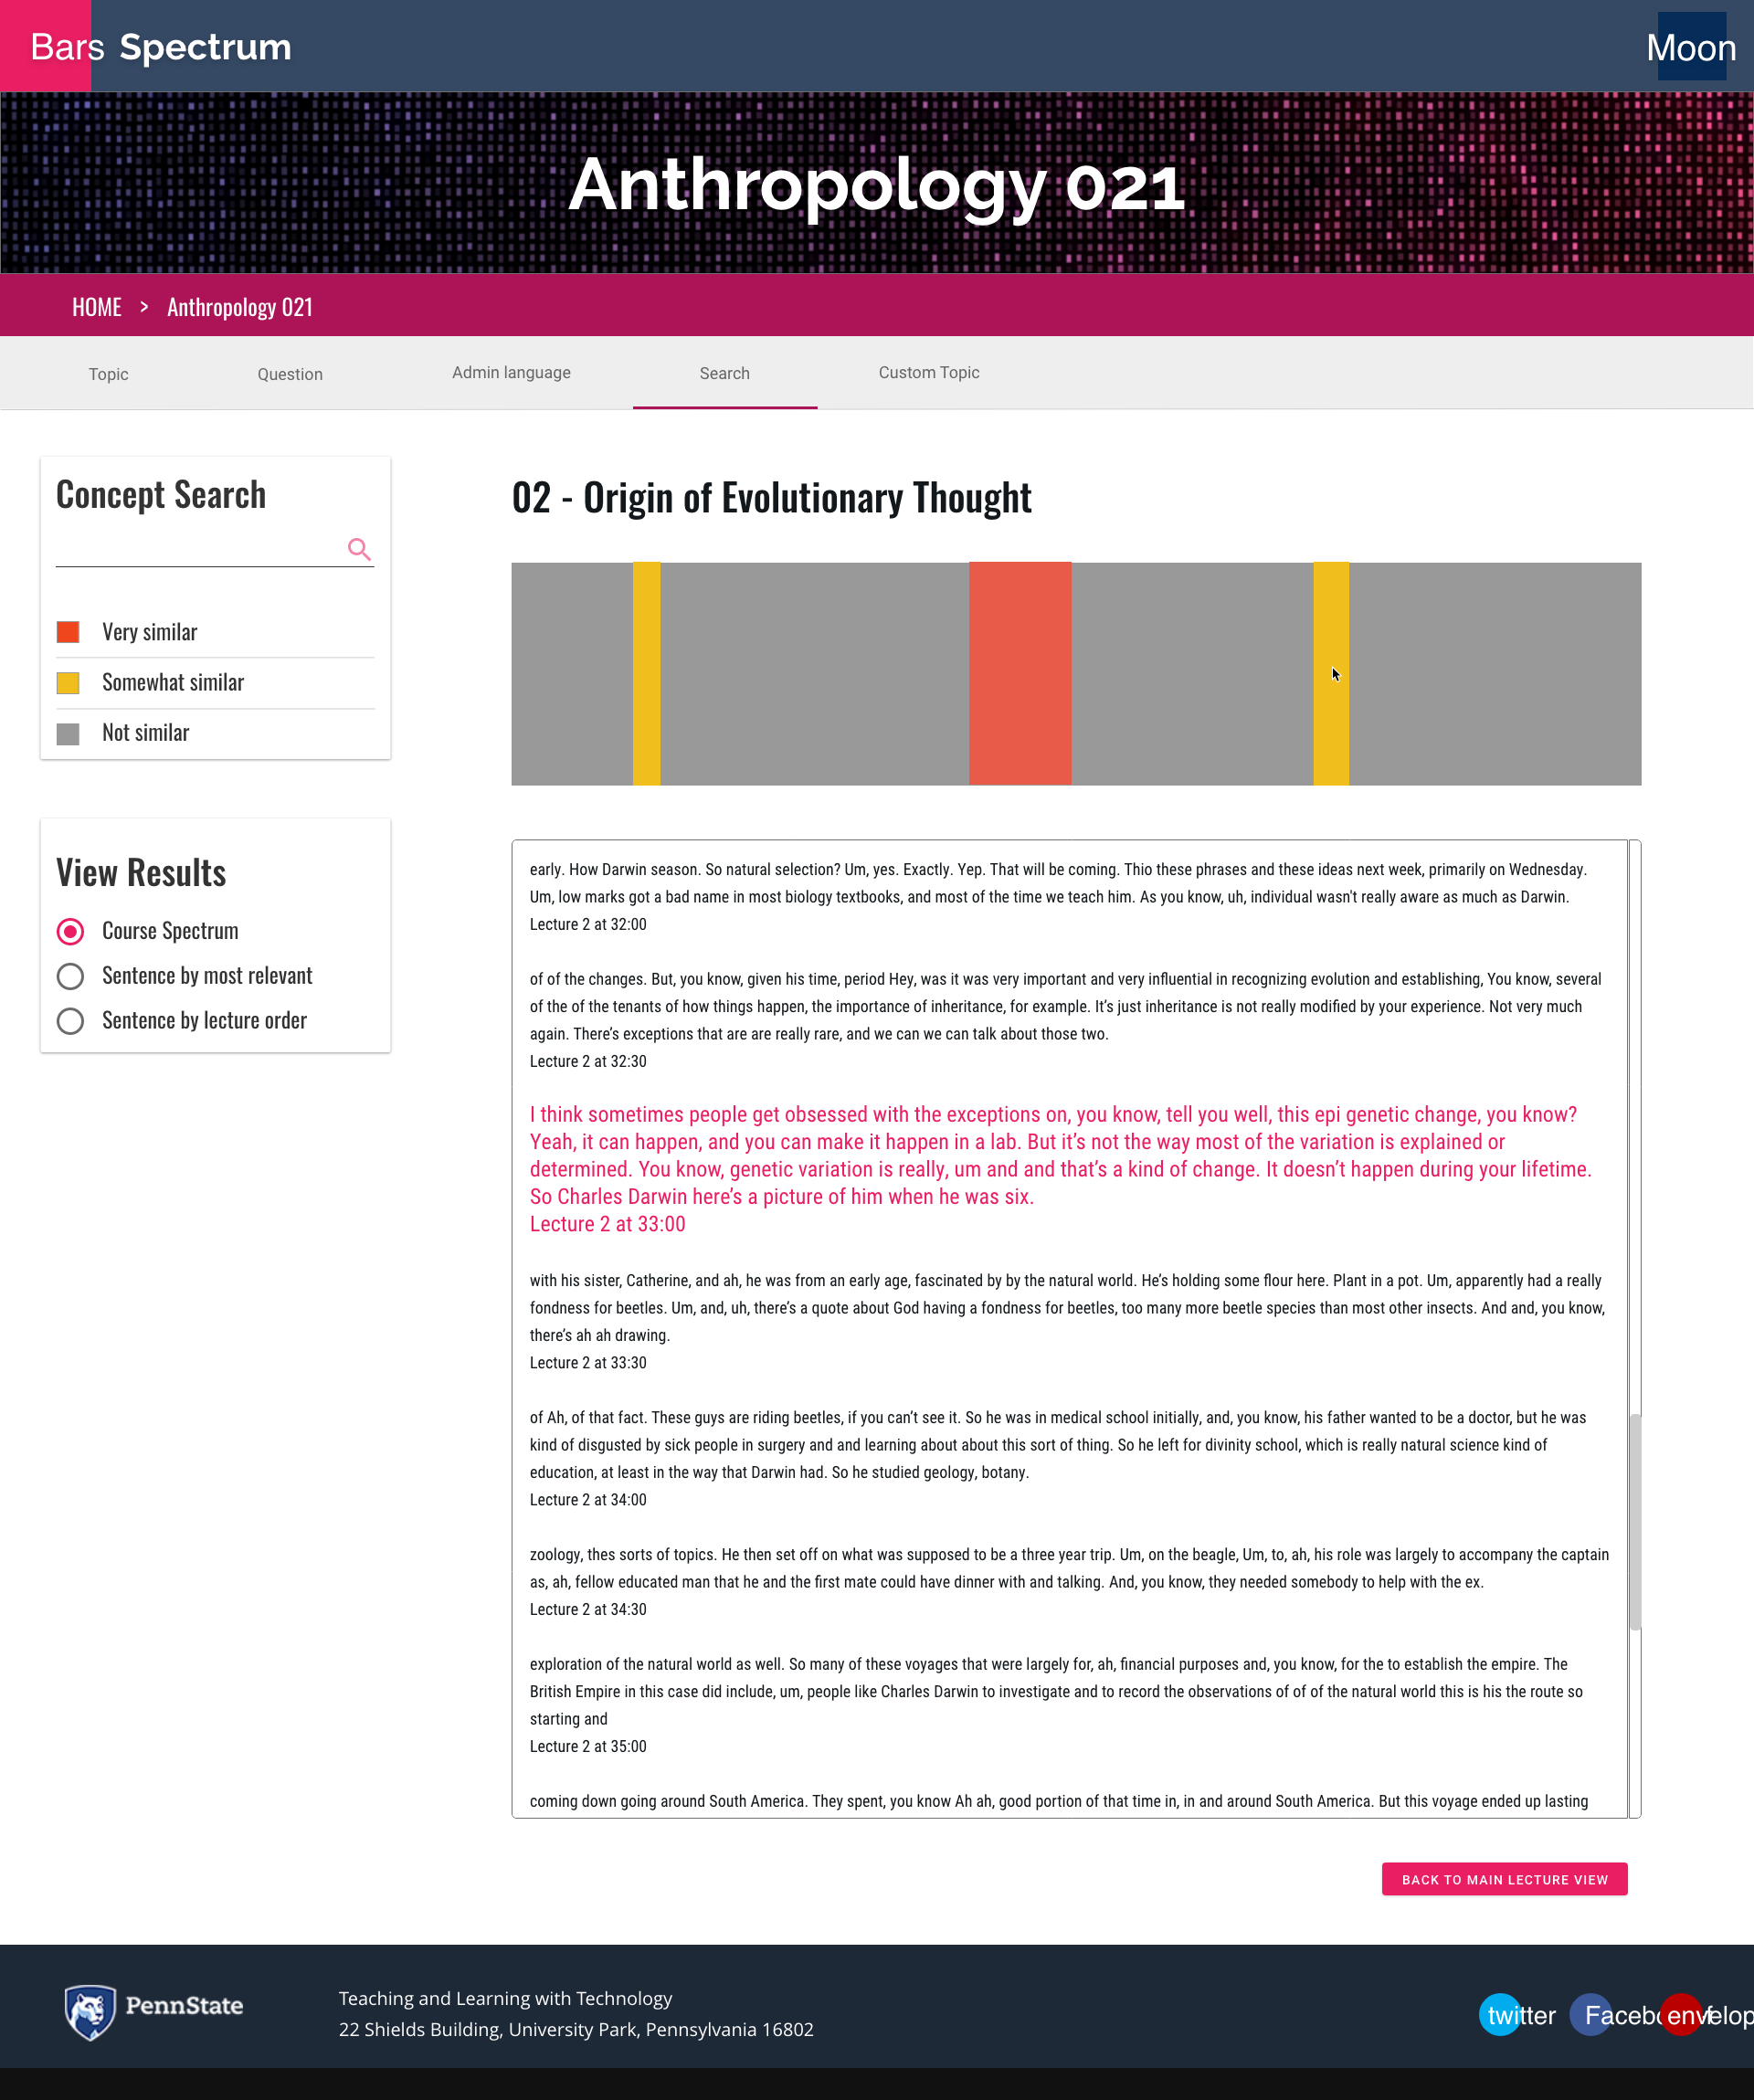 Bars Spectrum
Moon
Anthropology 021
HOME > Anthropology 021
Topic
Question
Admin language
Search
Custom Topic
Concept Search
Very similar
Somewhat similar
Not similar
View Results
Course Spectrum
Sentence by most relevant
Sentence by lecture order
02 - Origin of Evolutionary Thought
early. How Darwin season. So natural selection? Um, yes. Exactly. Yep. That will be coming. Thio these phrases and these ideas next week, primarily on Wednesday.
Um, low marks got a bad name in most biology textbooks, and most of the time we teach him. As you know, uh, individual wasn't really aware as much as Darwin.
Lecture 2 at 32:00
of of the changes. But, you know, given his time, period Hey, was it was very important and very influential in recognizing evolution and establishing, You know, several
of the of the tenants of how things happen, the importance of inheritance, for example. It’s just inheritance is not really modified by your experience. Not very much
again. There’s exceptions that are are really rare, and we can we can talk about those two.
Lecture 2 at 32:30
I think sometimes people get obsessed with the exceptions on, you know, tell you well, this epi genetic change, you know?
Yeah, it can happen, and you can make it happen in a lab. But it’s not the way most of the variation is explained or
determined. You know, genetic variation is really, um and and that’s a kind of change. It doesn’t happen during your lifetime.
So Charles Darwin here’s a picture of him when he was six.
Lecture 2 at 33:00
with his sister, Catherine, and ah, he was from an early age, fascinated by by the natural world. He’s holding some flour here. Plant in a pot. Um, apparently had a really
fondness for beetles. Um, and, uh, there’s a quote about God having a fondness for beetles, too many more beetle species than most other insects. And and, you know,
there’s ah ah drawing.
Lecture 2 at 33:30
of Ah, of that fact. These guys are riding beetles, if you can’t see it. So he was in medical school initially, and, you know, his father wanted to be a doctor, but he was
kind of disgusted by sick people in surgery and and learning about about this sort of thing. So he left for divinity school, which is really natural science kind of
education, at least in the way that Darwin had. So he studied geology, botany.
Lecture 2 at 34:00
zoology, thes sorts of topics. He then set off on what was supposed to be a three year trip. Um, on the beagle, Um, to, ah, his role was largely to accompany the captain
as, ah, fellow educated man that he and the first mate could have dinner with and talking. And, you know, they needed somebody to help with the ex.
Lecture 2 at 34:30
exploration of the natural world as well. So many of these voyages that were largely for, ah, financial purposes and, you know, for the to establish the empire. The
British Empire in this case did include, um, people like Charles Darwin to investigate and to record the observations of of of the natural world this is his the route so
starting and
Lecture 2 at 35:00
coming down going around South America. They spent, you know Ah ah, good portion of that time in, in and around South America. But this voyage ended up lasting
BACK TO MAIN LECTURE VIEW
PennState
Teaching and Learning with Technology
22 Shields Building, University Park, Pennsylvania 16802
twitter